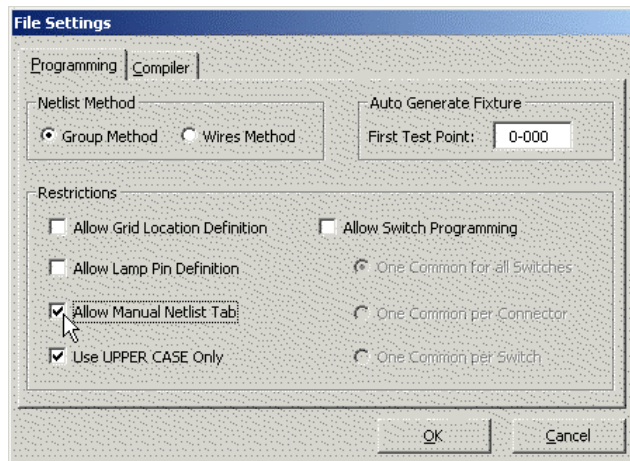 File Settings
Programming Compiler
Netlist Method
Group Method Wires Method
Auto Generate Fixture
First Test Point: 0-000
Restrictions
Allow Grid Location Definition
Allow Lamp Pin Definition
Allow Manual Netlist Tab
Use UPPER CASE Only
Allow Switch Programming
One Common for all Switches
One Common per Connector
One Common per Switch
OK Cancel